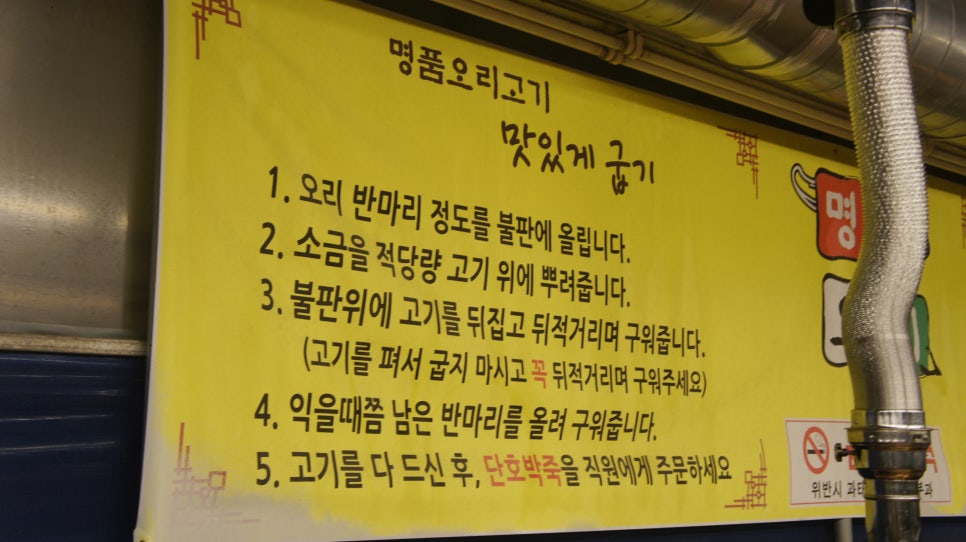 명품오리고기
맛있게 굽기
1. 오리 반마리 정도를 불판에 올립니다.
2. 소금을 적당량 고기 위에 뿌려줍니다.
3. 불판위에 고기를 뒤집고 뒤적거리며 구워줍니다.
(고기를 펴서 굽지 마시고 꼭 뒤적거리며 구워주세요)
4. 익을때쯤 남은 반마리를 올려 구워줍니다.
5. 고기를 다 드신 후, 단호박죽을 직원에게 주문하세요
명
위반시